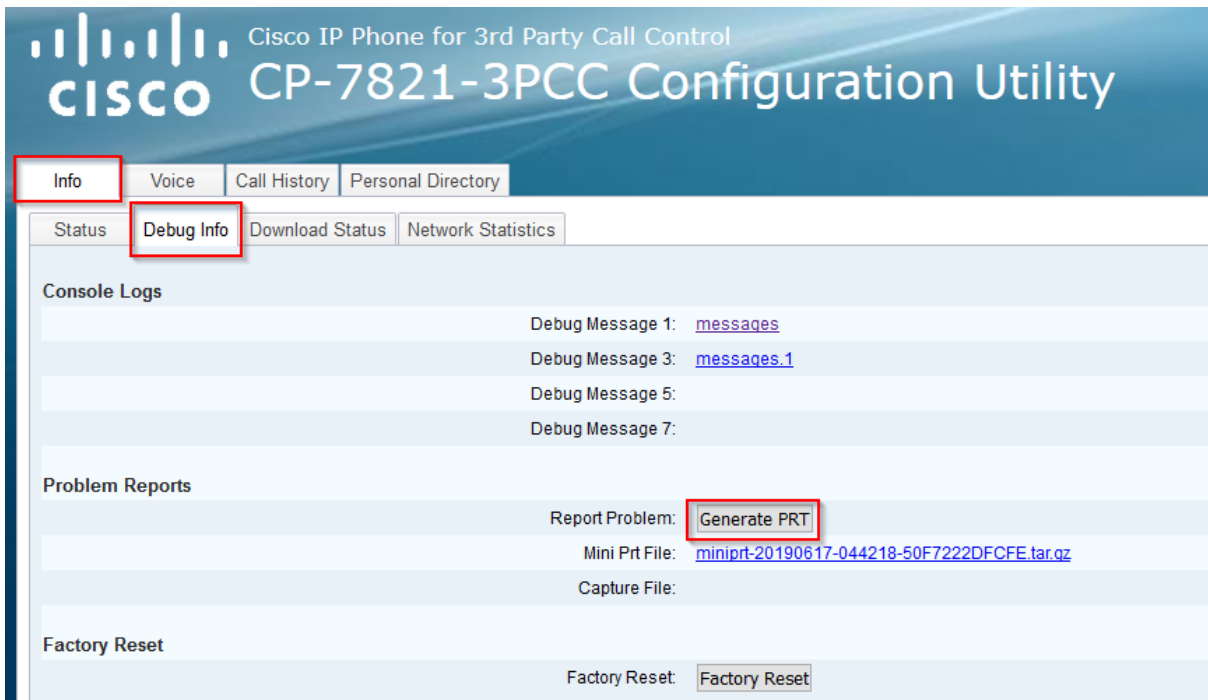 Cisco IP Phone for 3rd Party Call Control
CISCO CP-7821-3PCC Configuration Utility
Info Voice Call History Personal Directory
Status Debug Info Download Status Network Statistics
Console Logs
Debug Message 1: messages
Debug Message 3: messages.1
Debug Message 5:
Debug Message 7:
Problem Reports
Report Problem: Generate PRT
Mini Prt File: miniprt-20190617-044218-50F7222DFCFE.tar.gz
Capture File:
Factory Reset
Factory Reset: Factory Reset